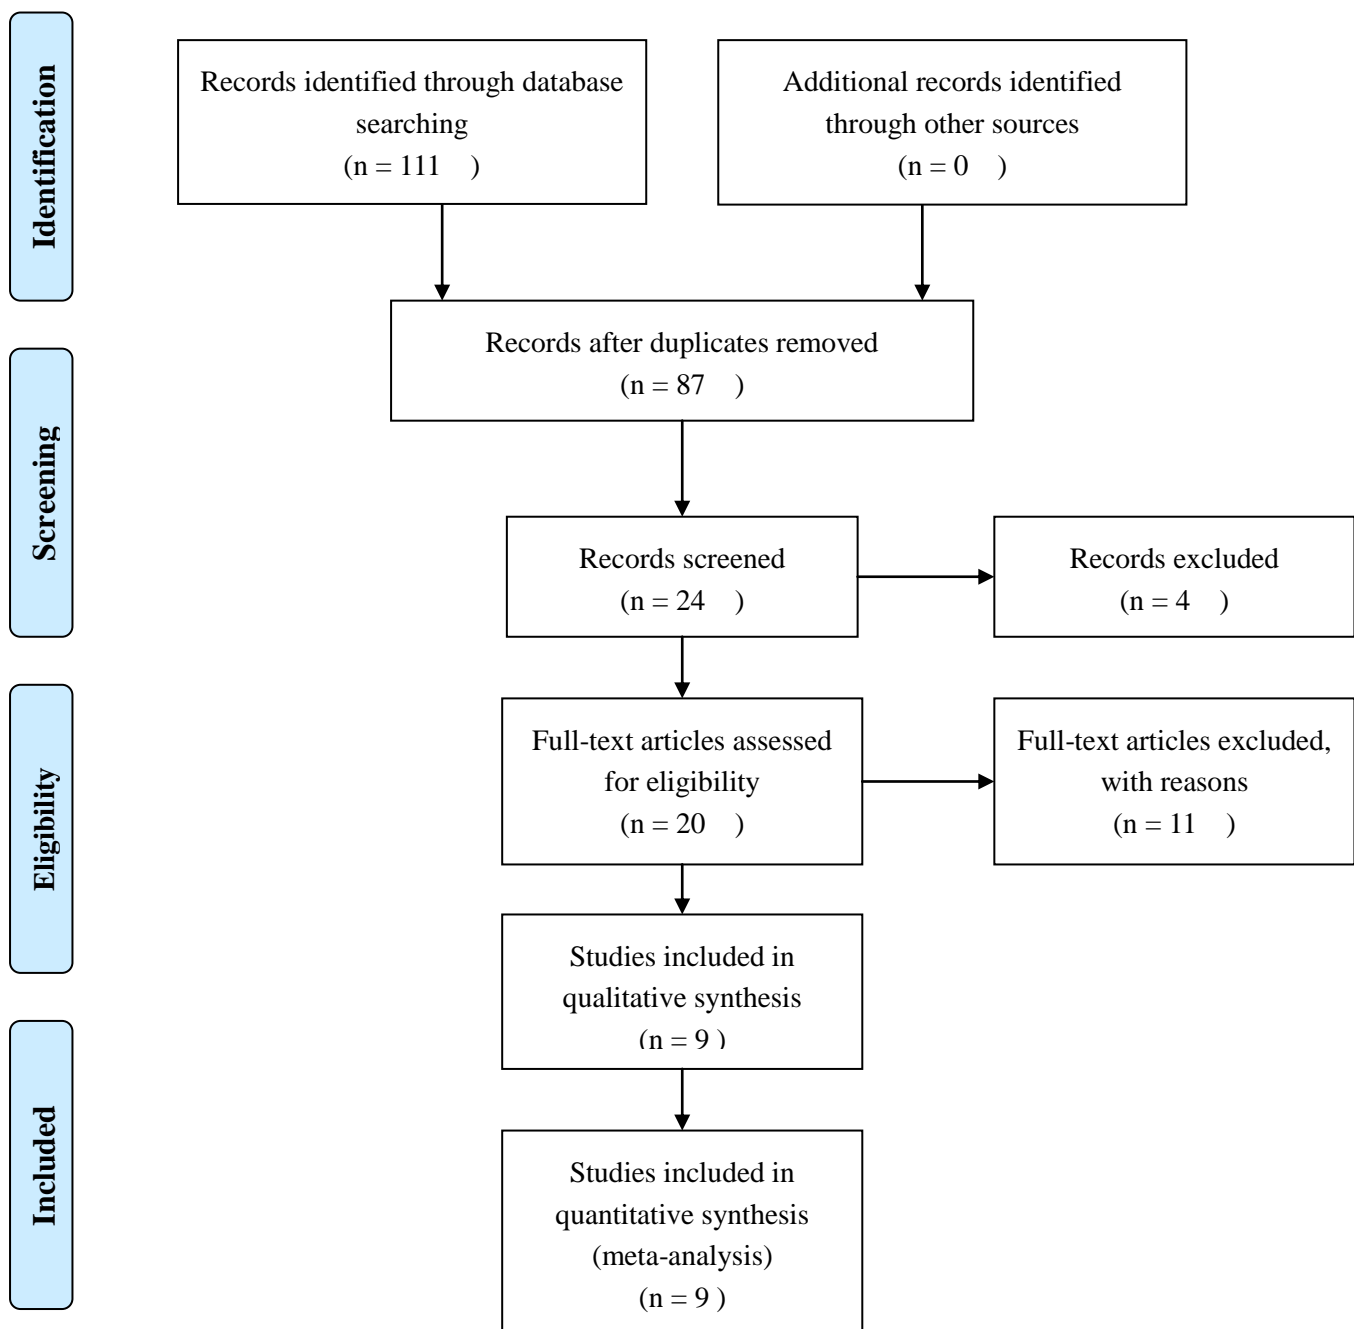 Identification
Records identified through database
searching
(n = 111    )
Additional records identified
through other sources
(n = 0    )
Records after duplicates removed
(n = 87    )
Screening
Records screened
(n = 24    )
Records excluded
(n = 4    )
Eligibility
Full-text articles assessed
for eligibility
(n = 20    )
Full-text articles excluded,
with reasons
(n = 11    )
Studies included in
qualitative synthesis
(n = 9 )
Included
Studies included in
quantitative synthesis
(meta-analysis)
(n = 9 )